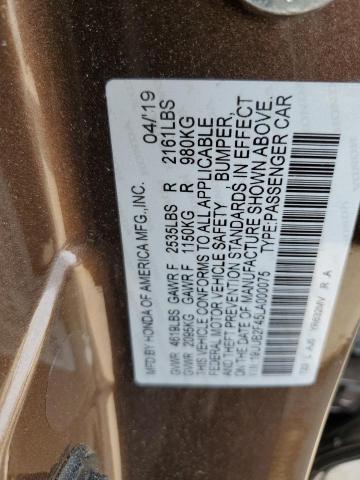 04/'19
MFD. BY HONDA OF AMERICA MFG., INC.
GVWR 4619LBS GAWR F 2535LBS R 2161LBS
GVWR 2095KG GAWR F 1150KG R 980KG
THIS VEHICLE CONFORMS TO ALL APPLICABLE
FEDERAL MOTOR VEHICLE SAFETY, BUMPER,
AND THEFT PREVENTION STANDARDS IN EFFECT
ON THE DATE OF MANUFACTURE SHOWN ABOVE.
V.I.N: 19UUB2F45LA000075 TYPE:PASSENGER CAR
R A